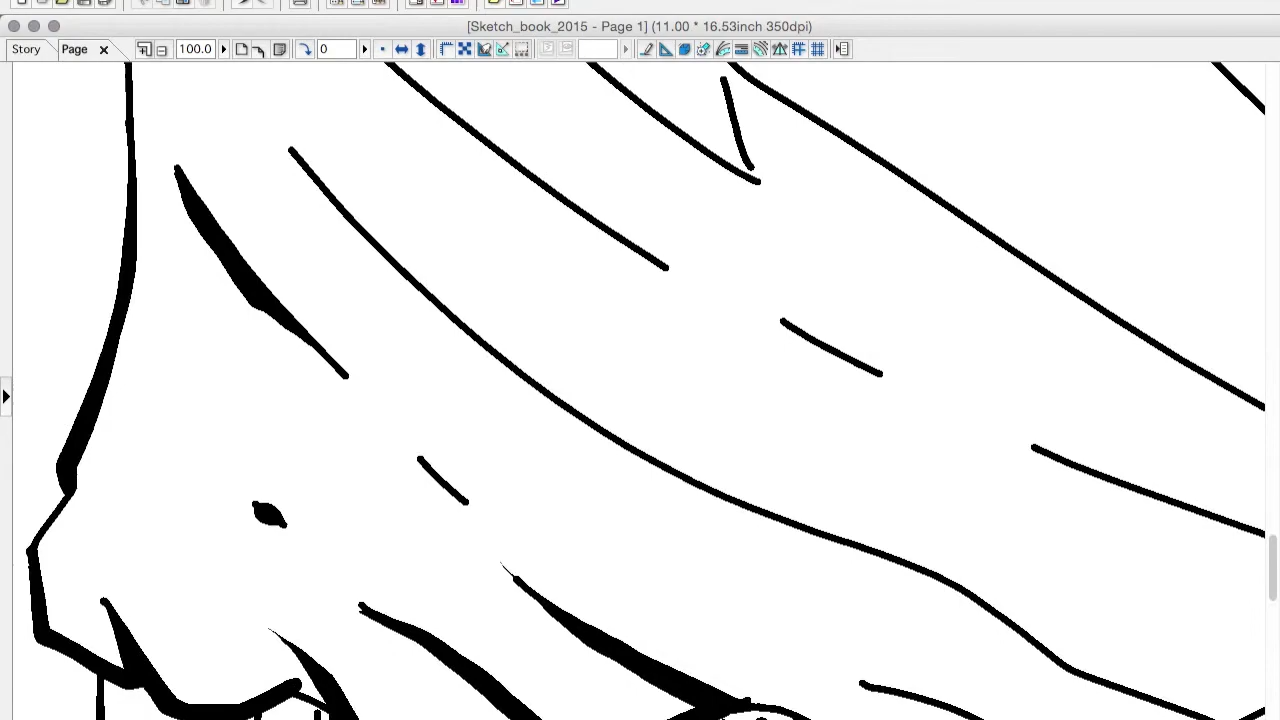 [Sketch_book_2015 - Page 1] (11.00 * 16.53inch 350dpi)
Story Page 100.0 0